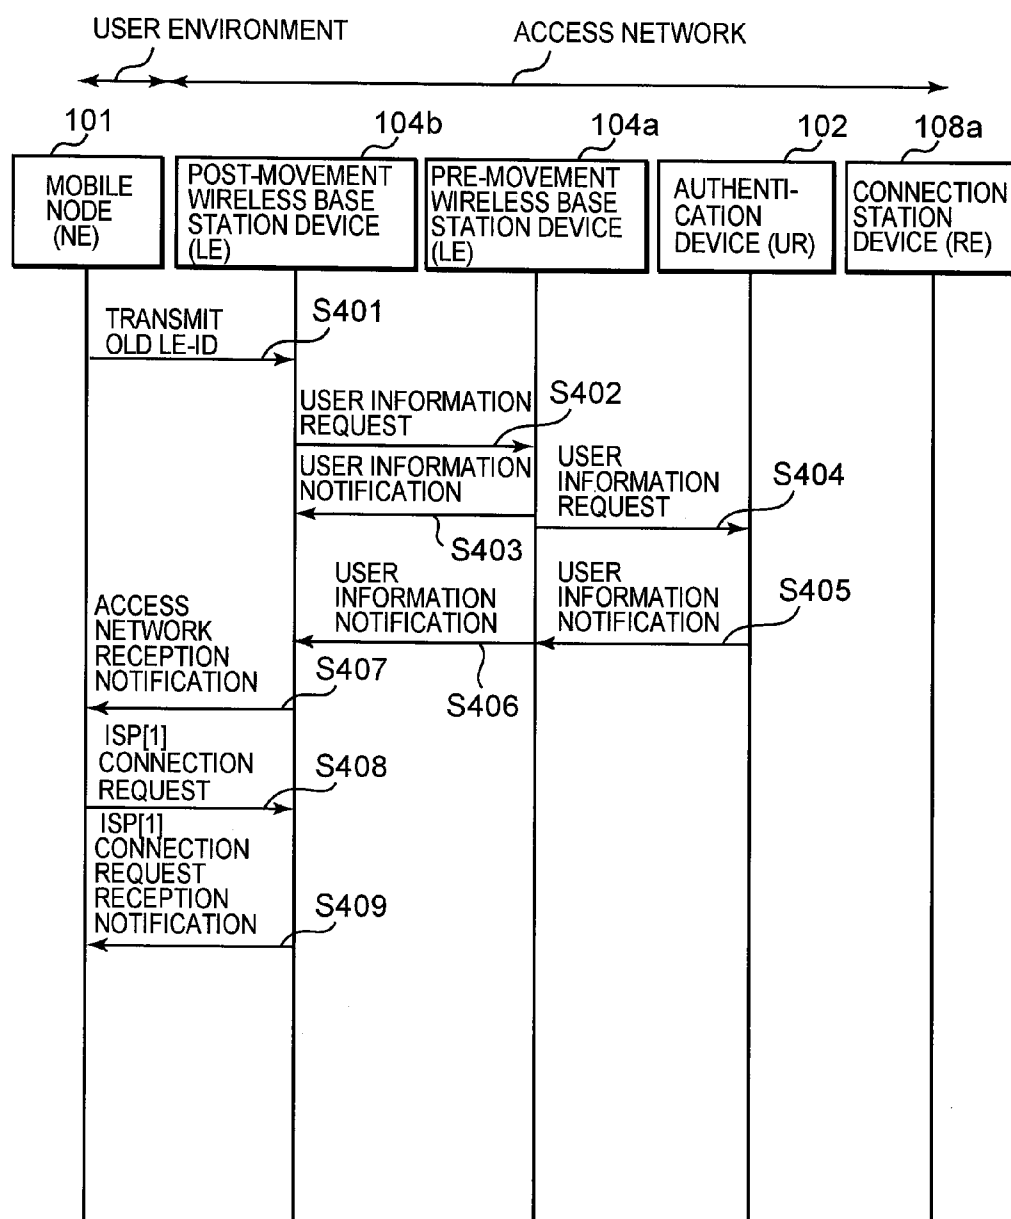 USER ENVIRONMENT
ACCESS NETWORK
101
104b
104a
102
108a
MOBILE
NODE
(NE)
POST-MOVEMENT
WIRELESS BASE
STATION DEVICE
(LE)
PRE-MOVEMENT
WIRELESS BASE
STATION DEVICE
(LE)
AUTHENTI-
CATION
DEVICE (UR)
CONNECTION
STATION
DEVICE (RE)
TRANSMIT
OLD LE-ID
S401
USER INFORMATION
REQUEST
S402
USER INFORMATION
NOTIFICATION
S403
USER
INFORMATION
REQUEST
S404
USER
INFORMATION
NOTIFICATION
S405
USER
INFORMATION
NOTIFICATION
S406
ACCESS
NETWORK
RECEPTION
NOTIFICATION
S407
ISP[1]
CONNECTION
REQUEST
S408
ISP[1]
CONNECTION
REQUEST
RECEPTION
NOTIFICATION
S409